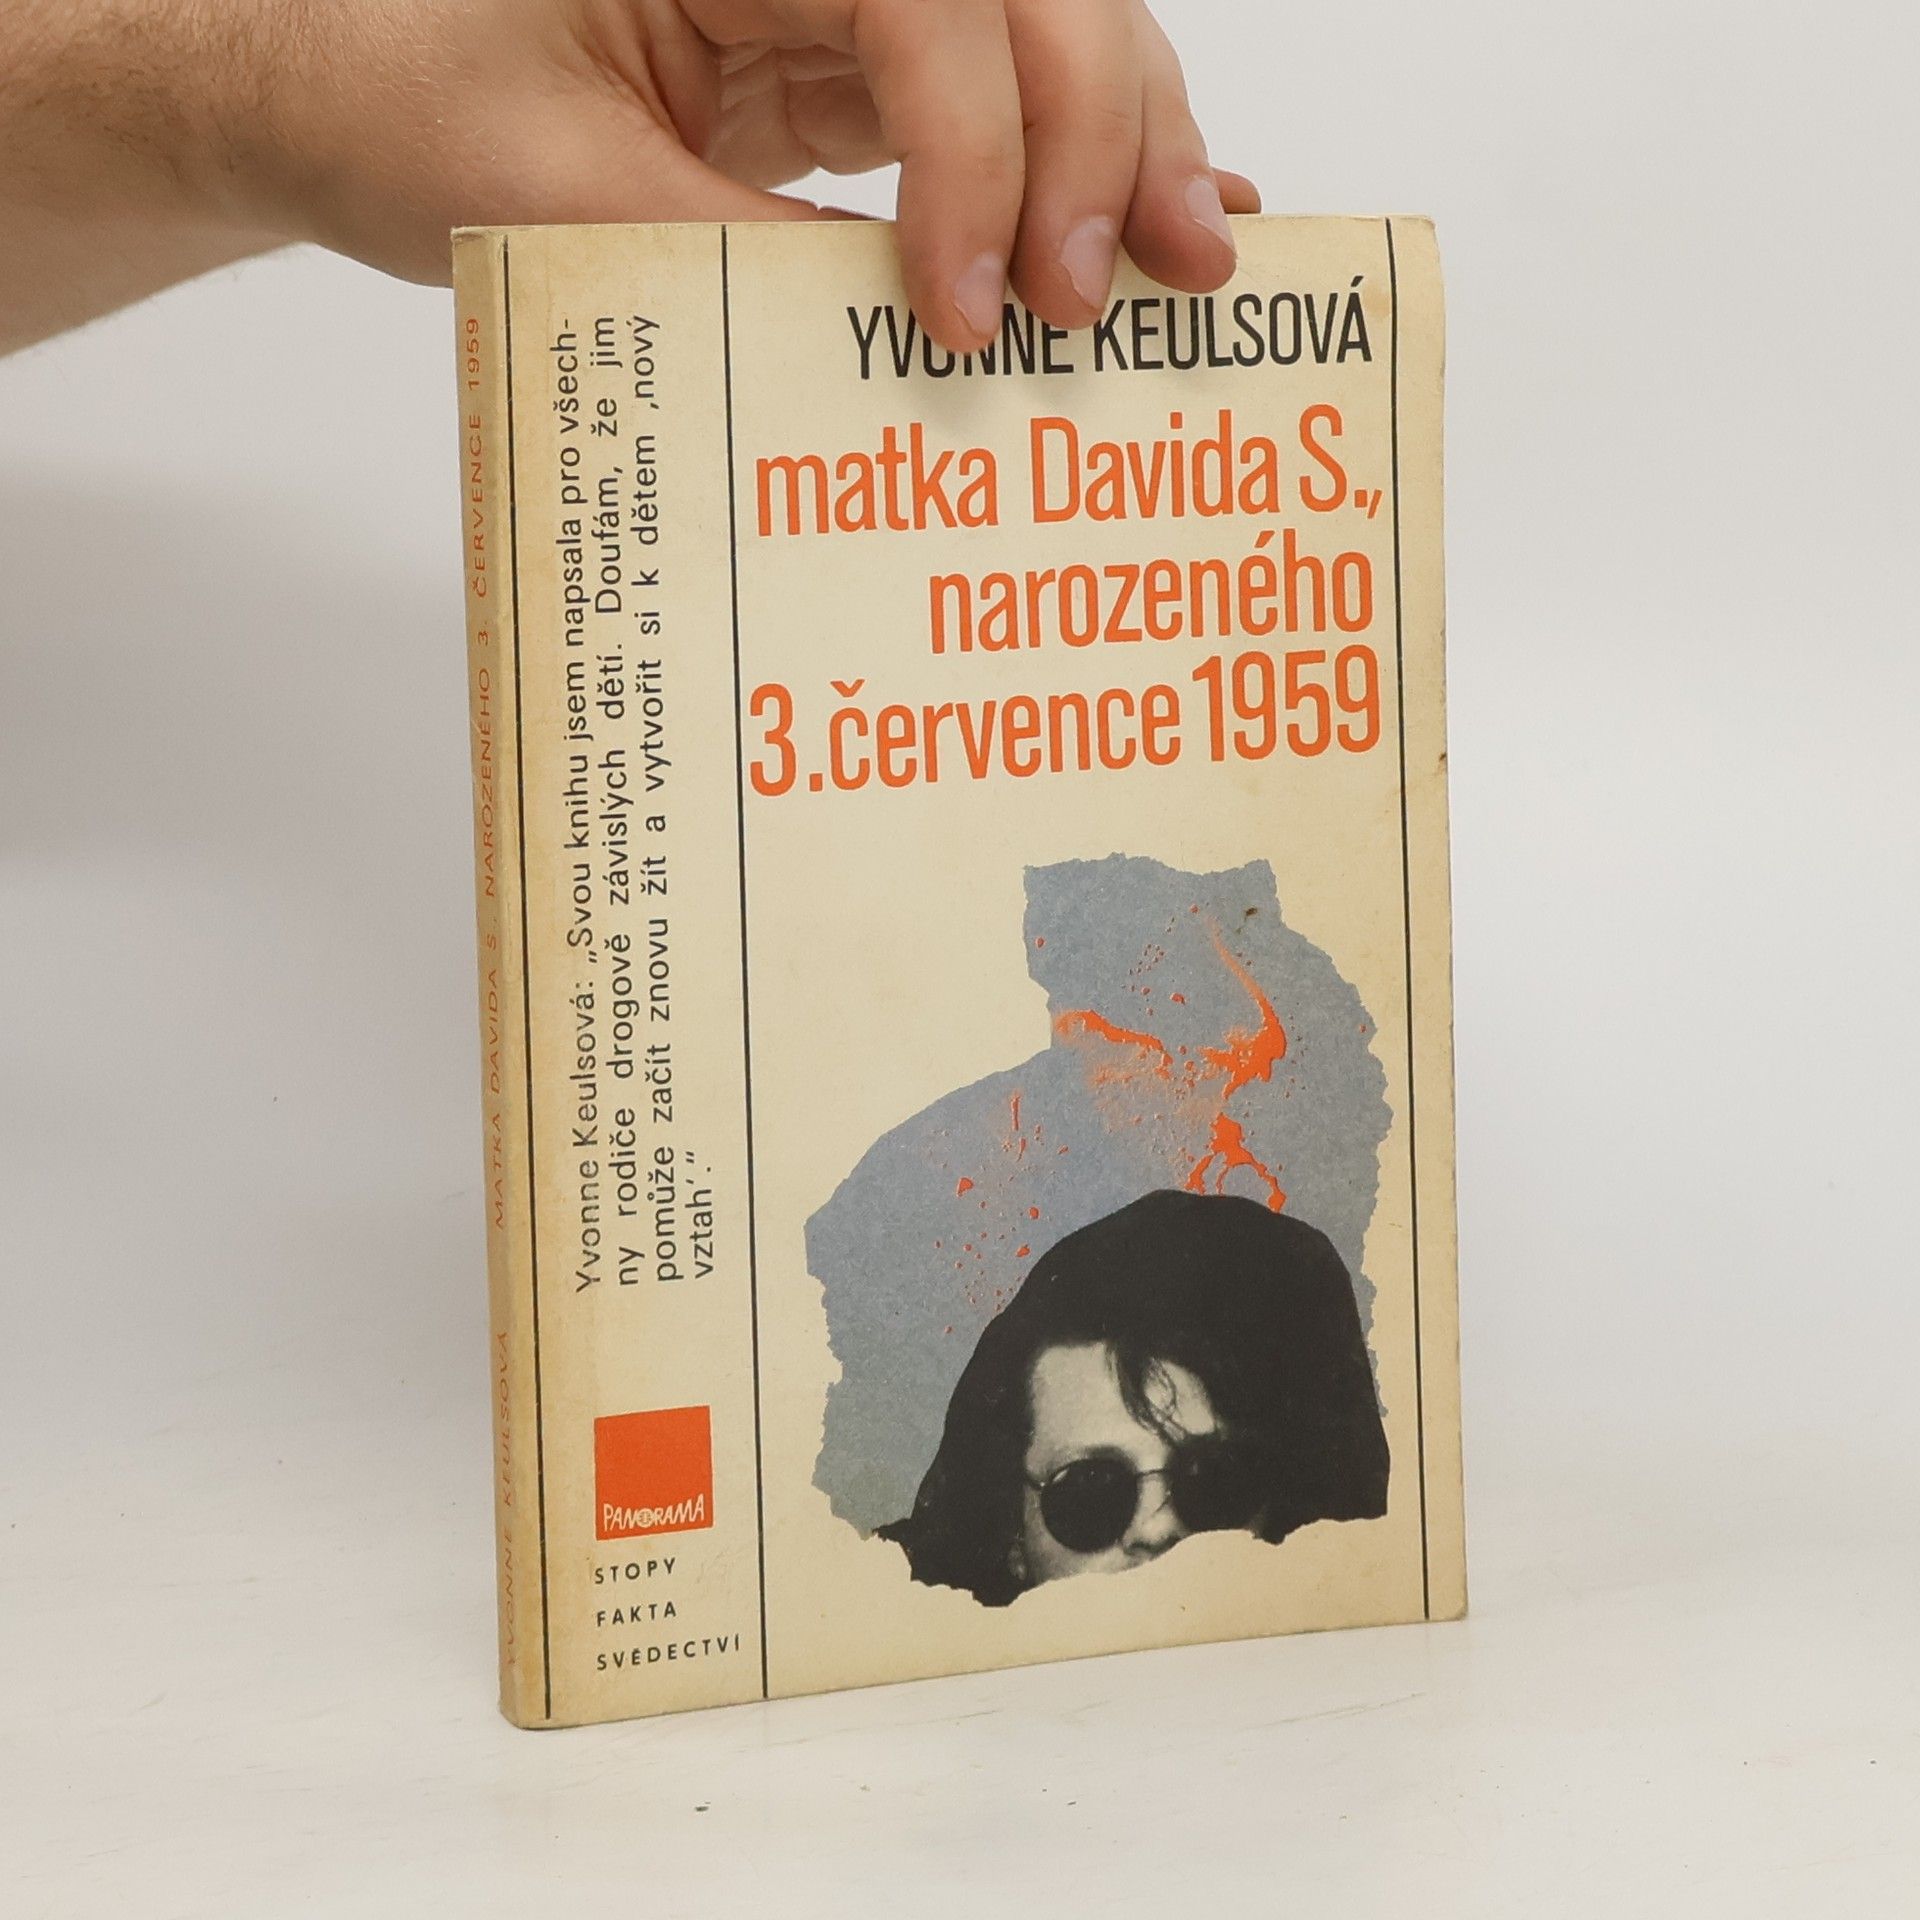 YVONNE KEULSOVÁ
matka Davida S.,
narozeného
3. července 1959
Yvonne Keulsová: „Svou knihu jsem napsala pro všech-
ny rodiče drogově závislých dětí. Doufám, že jim
pomůže začít znovu žít a vytvořit si k dětem ‚nový
vztah‘.“
PANORAMA
STOPY
FAKTA
SVĚDECTVÍ
YVONNE KEULSOVÁ MATKA DAVIDA S. NAROZENÉHO 3. ČERVENCE 1959